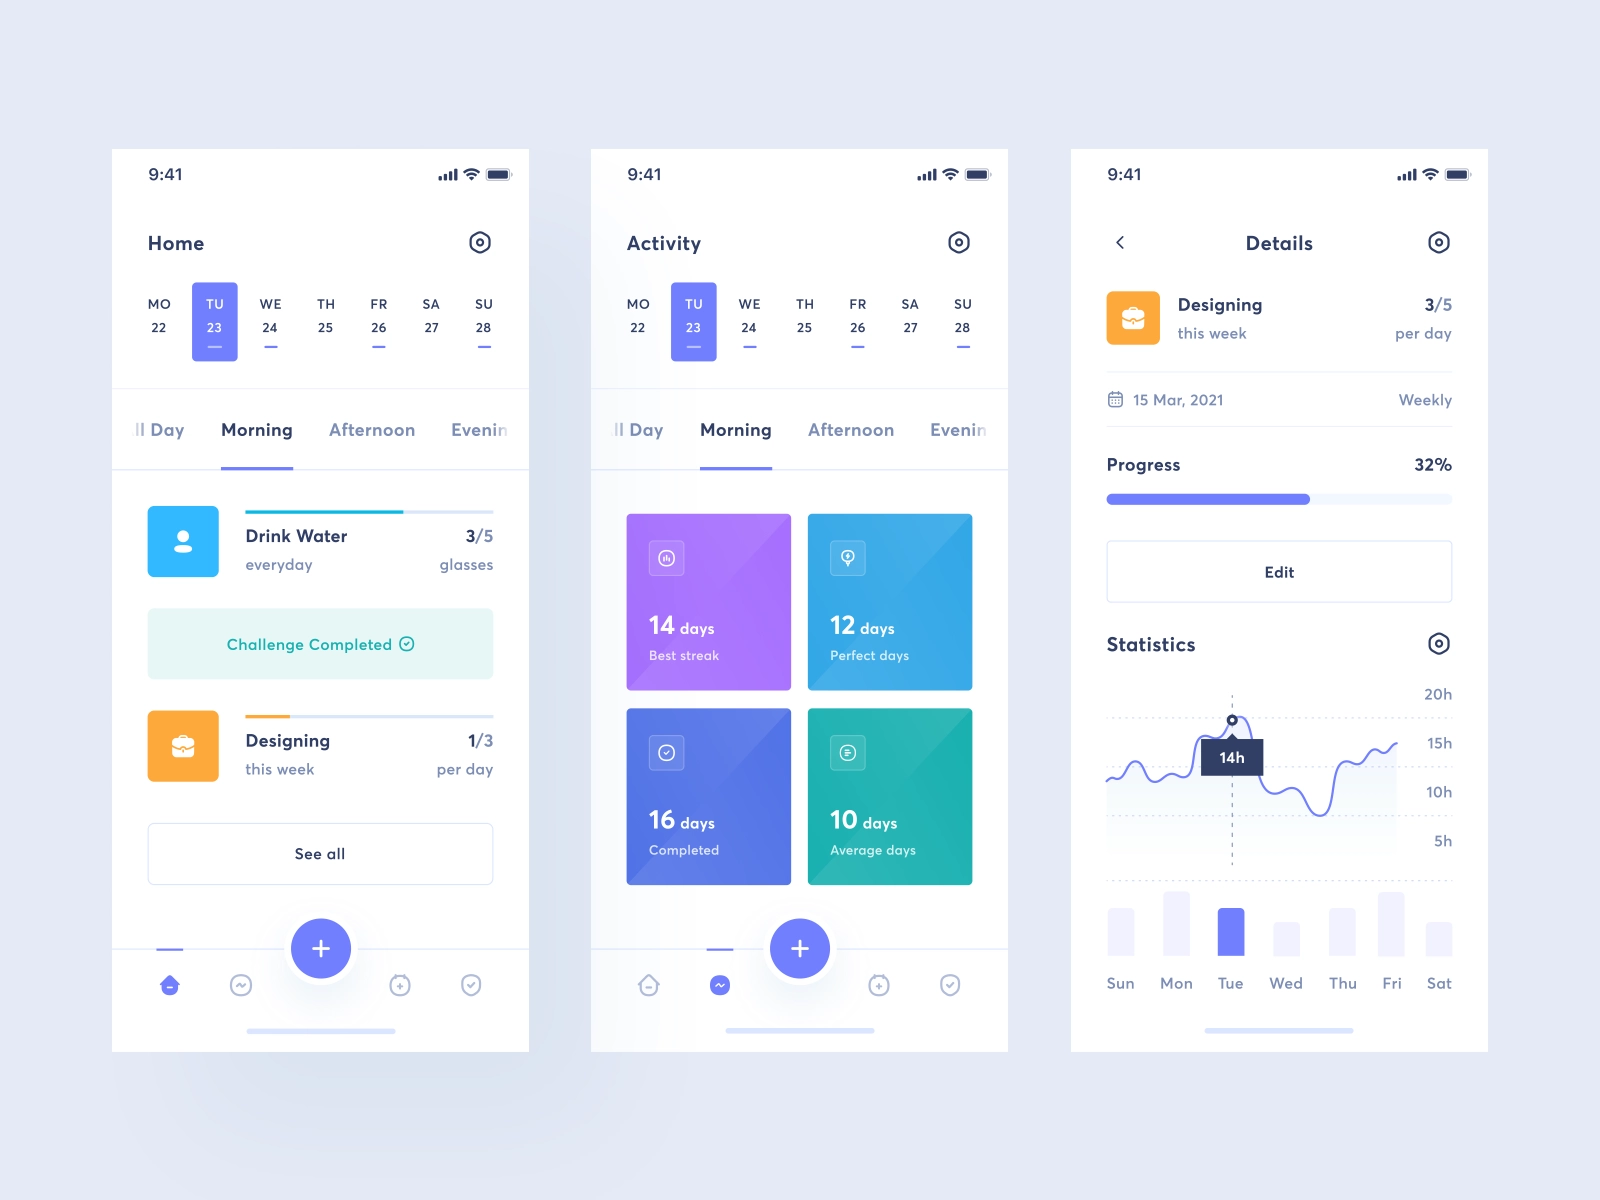 9:41
Home
MO TU WE TH FR SA SU
22 23 24 25 26 27 28
ll Day Morning Afternoon Evenin
Drink Water 3/5
everyday glasses
Challenge Completed
Designing 1/3
this week per day
See all
9:41
Activity
MO TU WE TH FR SA SU
22 23 24 25 26 27 28
ll Day Morning Afternoon Evenin
14 days
Best streak
12 days
Perfect days
16 days
Completed
10 days
Average days
9:41
Details
Designing 3/5
this week per day
15 Mar, 2021 Weekly
Progress 32%
Edit
Statistics
20h
15h
14h
10h
5h
Sun Mon Tue Wed Thu Fri Sat